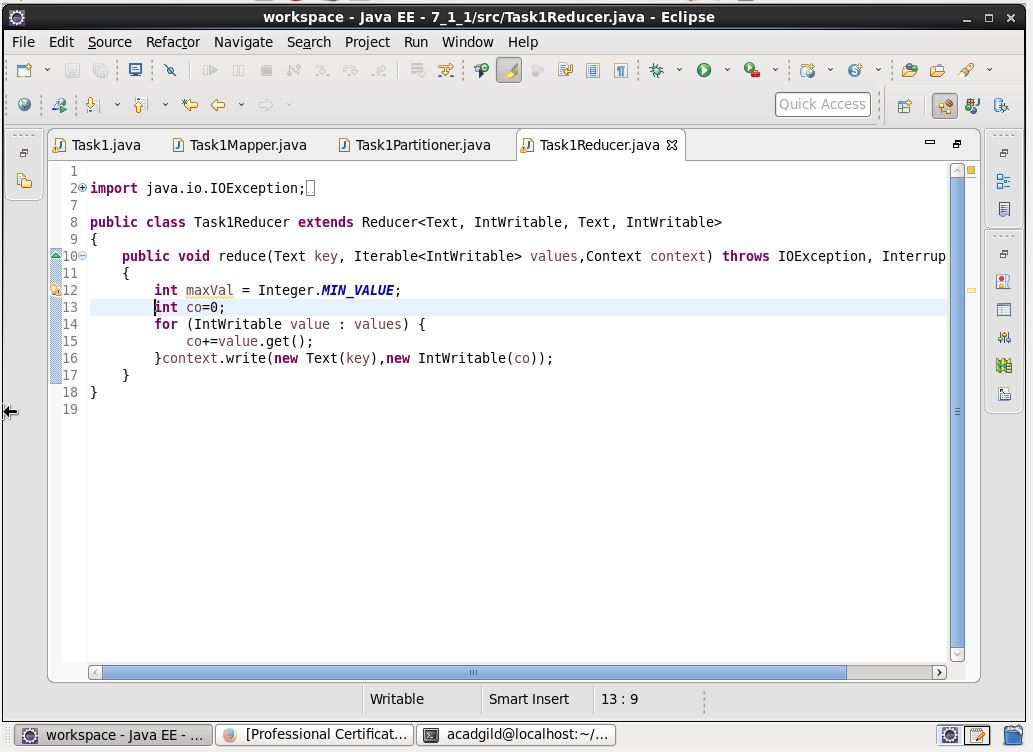 workspace - Java EE - 7_1_1/src/Task1Reducer.java - Eclipse
File Edit Source Refactor Navigate Search Project Run Window Help
Quick Access
Task1.java Task1Mapper.java Task1Partitioner.java Task1Reducer.java
1
2 import java.io.IOException;
7
8 public class Task1Reducer extends Reducer<Text, IntWritable, Text, IntWritable>
9 {
10 public void reduce(Text key, Iterable<IntWritable> values,Context context) throws IOException, Interrup
11 {
12 int maxVal = Integer.MIN_VALUE;
13 int co=0;
14 for (IntWritable value : values) {
15 co+=value.get();
16 }context.write(new Text(key),new IntWritable(co));
17 }
18 }
19
Writable Smart Insert 13 : 9
workspace - Java EE - ... [Professional Certificat... acadgild@localhost:~/...